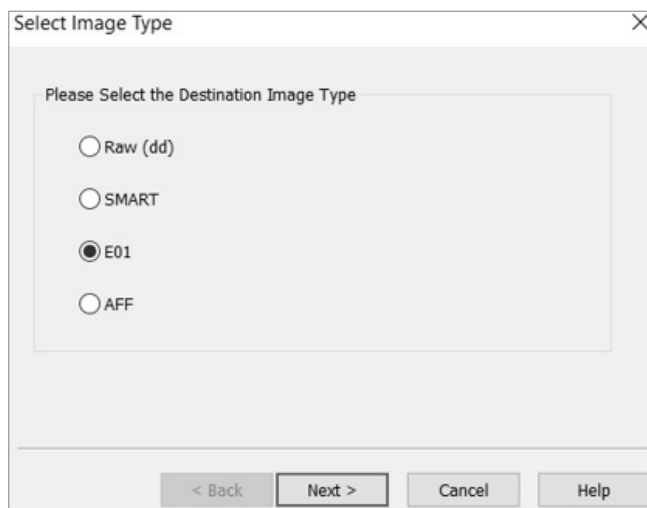 Select Image Type
Please Select the Destination Image Type
Raw (dd)
SMART
E01
AFF
< Back Next > Cancel Help